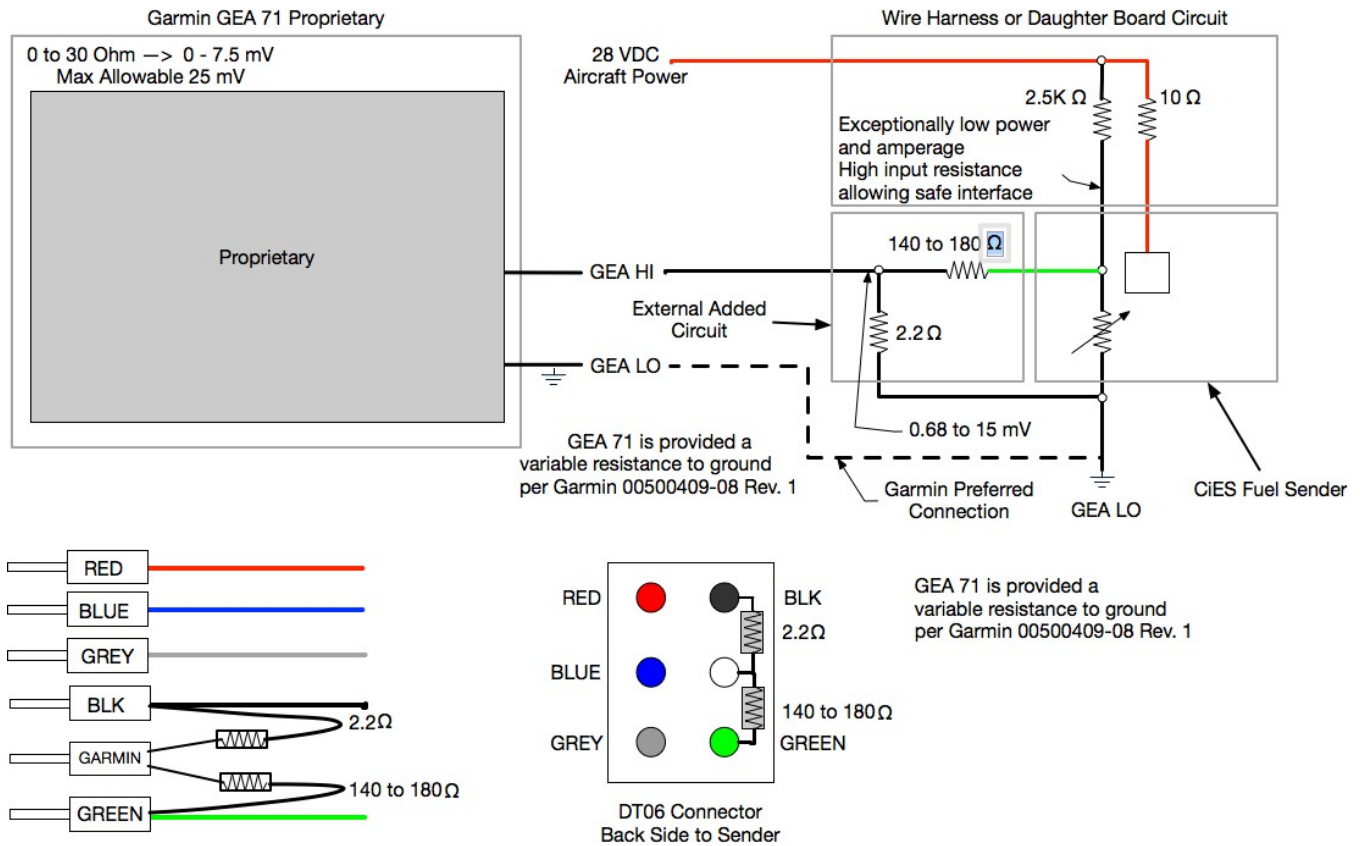 Garmin GEA 71 Proprietary
0 to 30 Ohm —> 0 - 7.5 mV
Max Allowable 25 mV
Proprietary
28 VDC
Aircraft Power
Wire Harness or Daughter Board Circuit
2.5K Ω
10 Ω
Exceptionally low power
and amperage
High input resistance
allowing safe interface
140 to 180 Ω
GEA HI
External Added
Circuit
2.2 Ω
GEA LO
0.68 to 15 mV
GEA 71 is provided a
variable resistance to ground
per Garmin 00500409-08 Rev. 1
Garmin Preferred
Connection
GEA LO
CiES Fuel Sender
RED
BLUE
GREY
BLK
2.2Ω
GARMIN
140 to 180Ω
GREEN
RED
BLK
2.2Ω
BLUE
140 to 180Ω
GREY
GREEN
DT06 Connector
Back Side to Sender
GEA 71 is provided a
variable resistance to ground
per Garmin 00500409-08 Rev. 1